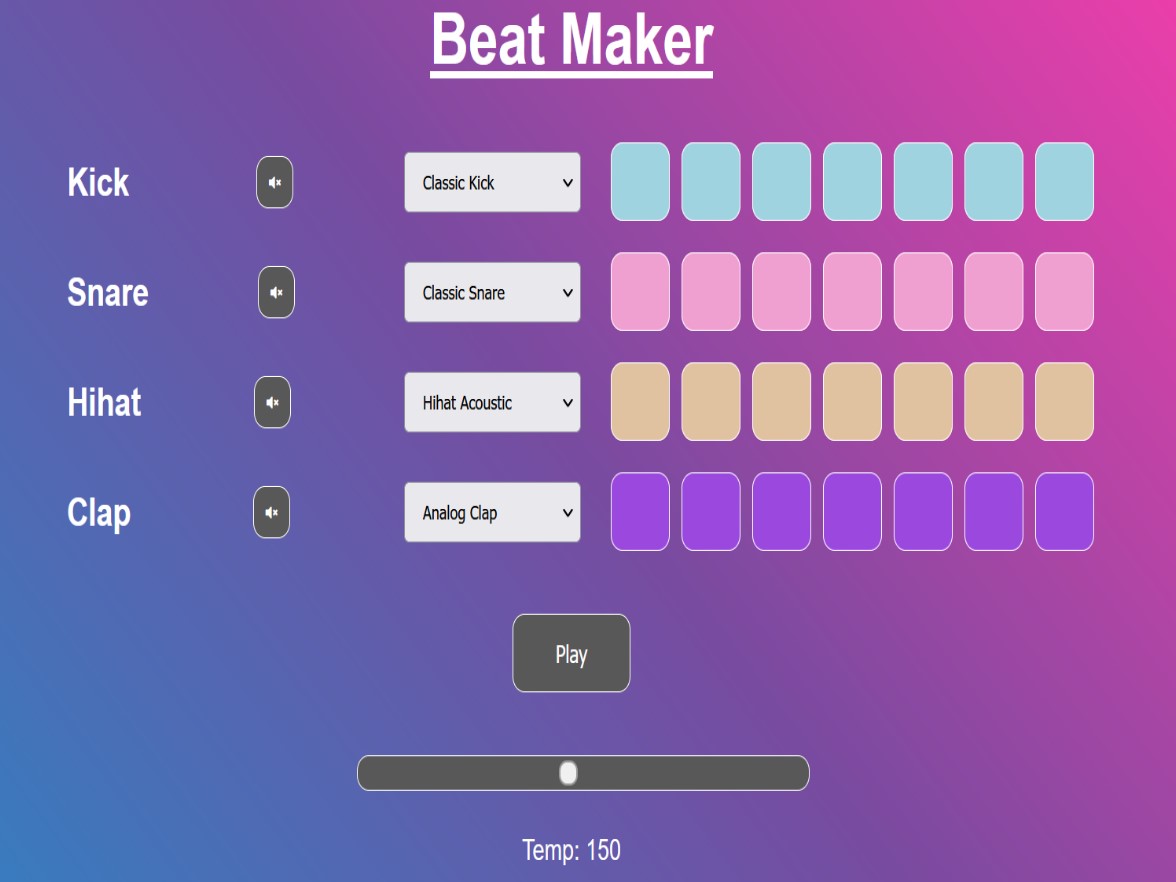 Beat Maker
Kick
Classic Kick
Snare
Classic Snare
Hihat
Hihat Acoustic
Clap
Analog Clap
Play
Temp: 150